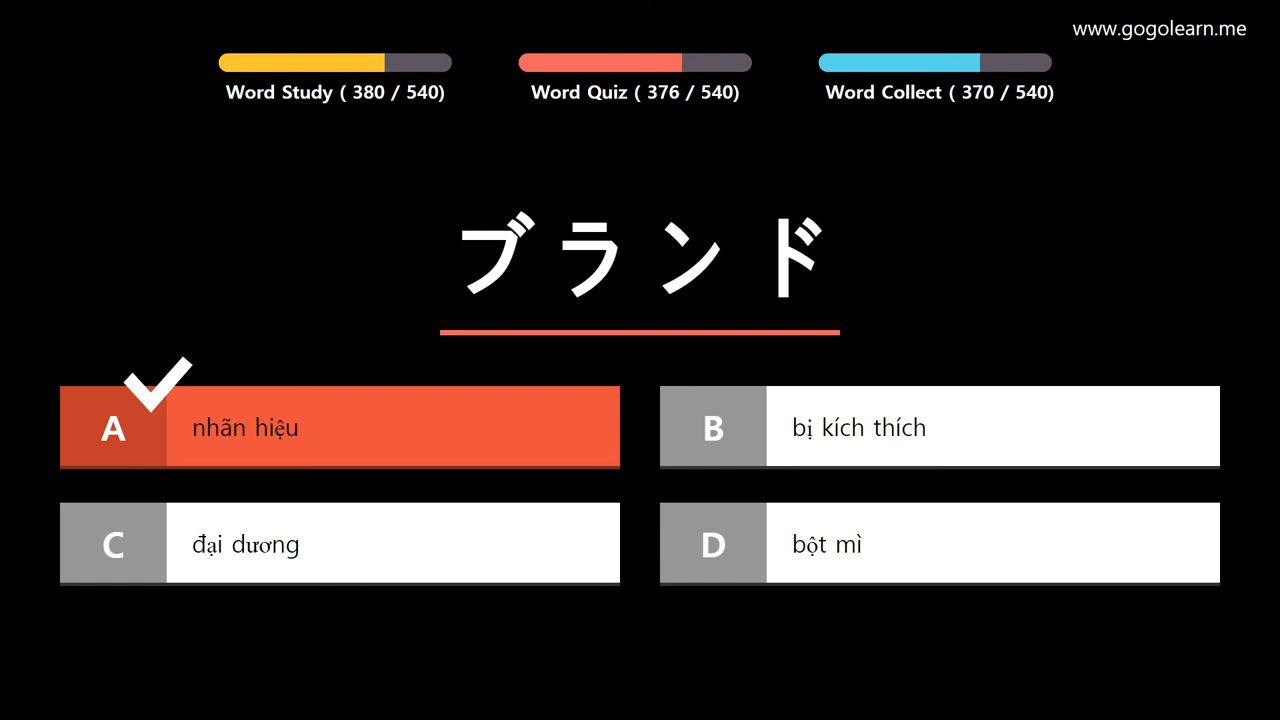 www.gogolearn.me
Word Study ( 380 / 540)
Word Quiz ( 376 / 540)
Word Collect ( 370 / 540)
ブランド
A nhãn hiệu
B bị kích thích
C đại dương
D bột mì